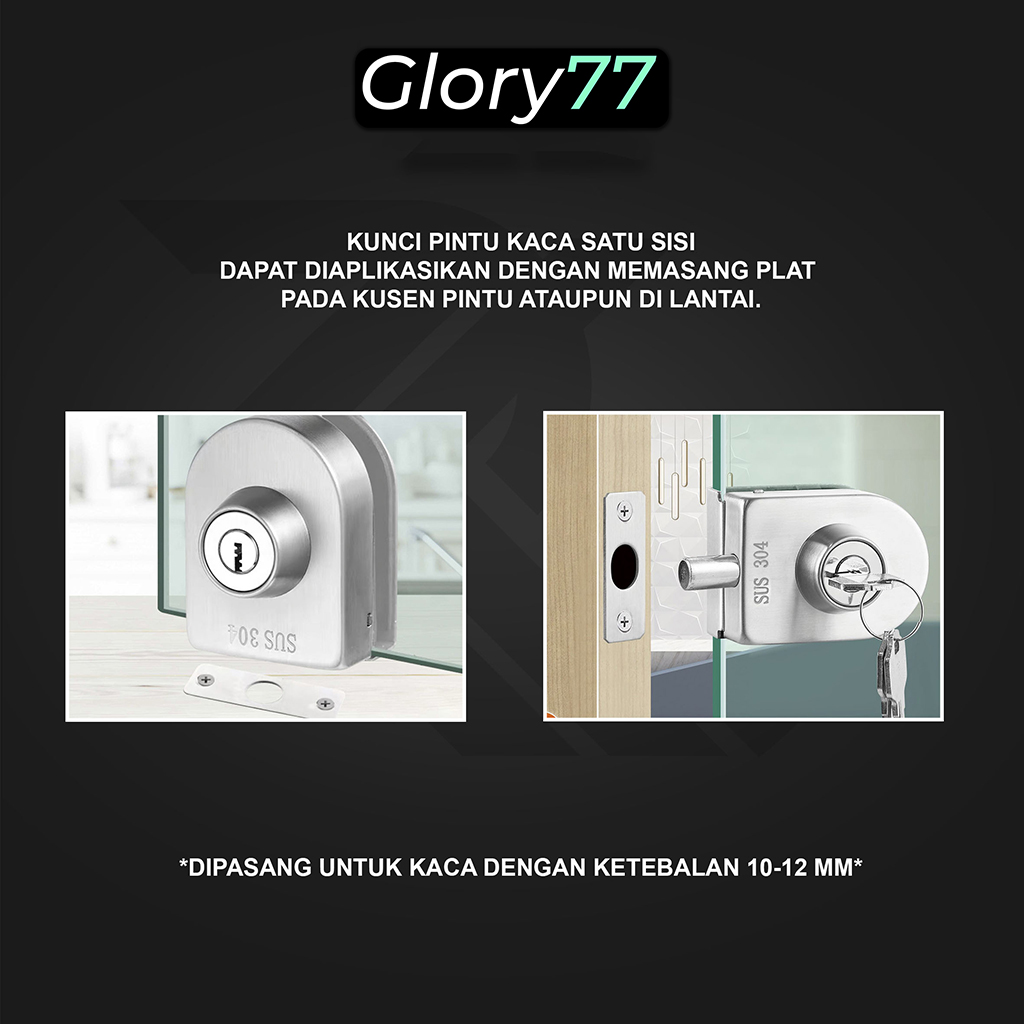 Glory77
KUNCI PINTU KACA SATU SISI
DAPAT DIAPLIKASIKAN DENGAN MEMASANG PLAT
PADA KUSEN PINTU ATAUPUN DI LANTAI.
SUS 304
SUS 304
*DIPASANG UNTUK KACA DENGAN KETEBALAN 10-12 MM*